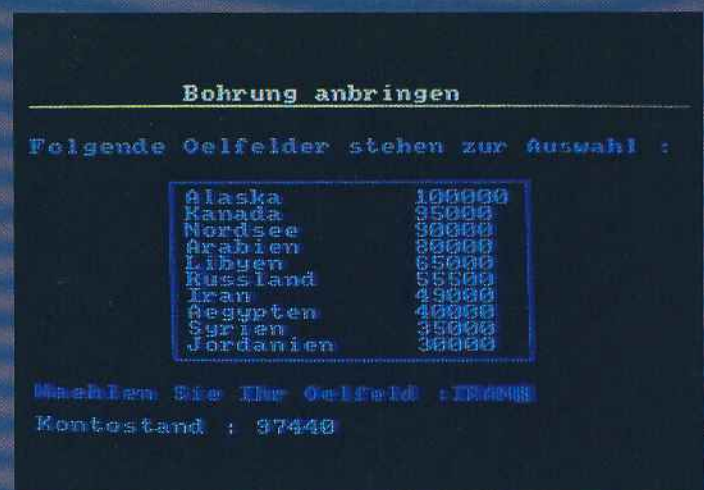 Bohrung anbringen
Folgende Oelfelder stehen zur Auswahl :
Alaska 100000
Kanada 95000
Nordsee 90000
Arabien 80000
Libyen 65000
Russland 55500
Iran 49000
Aegypten 40000
Syrien 35000
Jordanien 30000
Waehlen Sie Ihr Oelfeld :IRAN
Kontostand : 97440